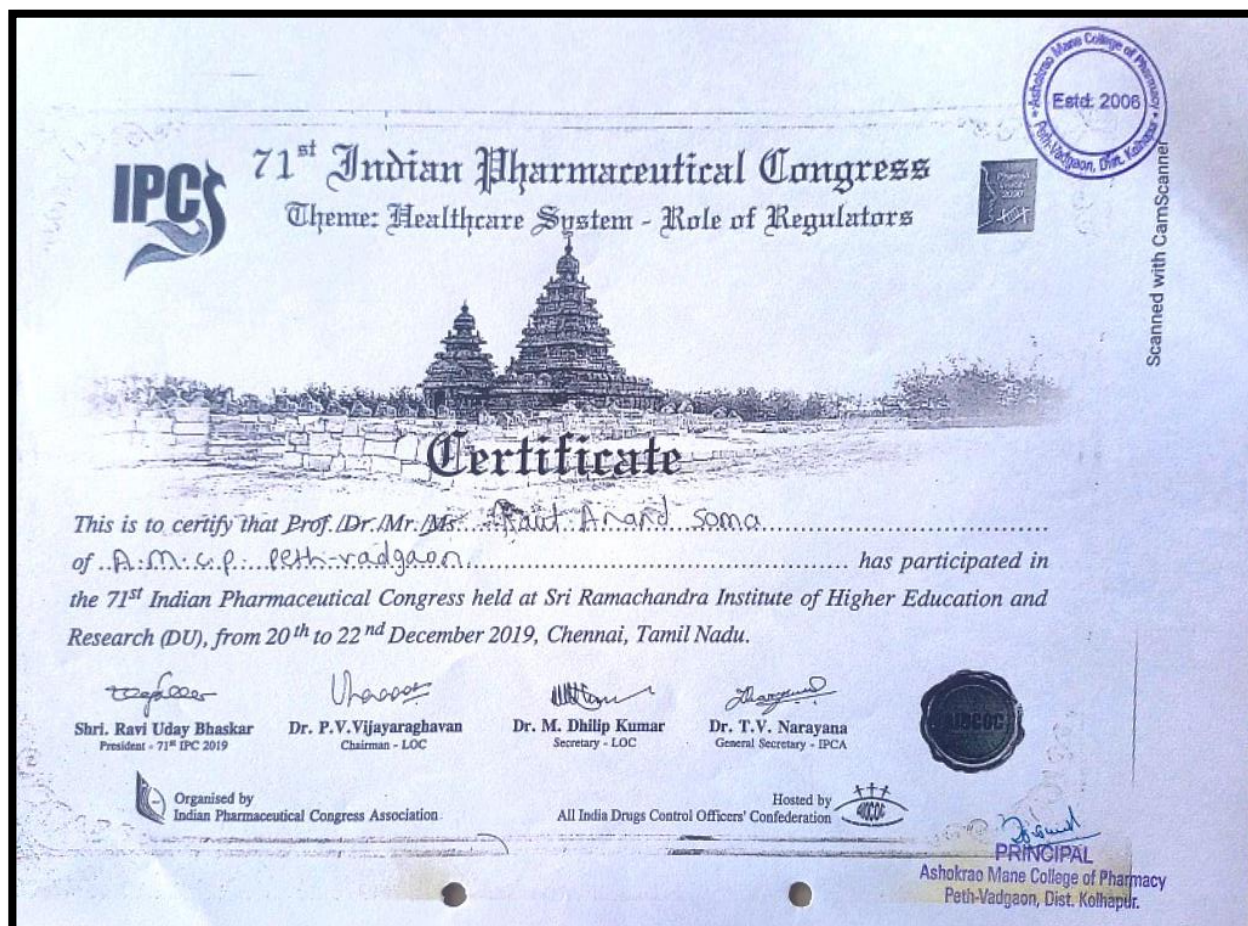 Ashokrao Mane College of Pharmacy
Estd: 2006
Peth-Vadgaon, Dist. Kolhapur
Scanned with CamScanner
IPCA
71st Indian Pharmaceutical Congress
Theme: Healthcare System - Role of Regulators
Pharma
Vision
Certificate
This is to certify that Prof./Dr./Mr./Ms. Raut Anand Soma
of A.M.C.P. Peth-vadgaon has participated in
the 71st Indian Pharmaceutical Congress held at Sri Ramachandra Institute of Higher Education and
Research (DU), from 20th to 22nd December 2019, Chennai, Tamil Nadu.
Shri. Ravi Uday Bhaskar
President - 71st IPC 2019
Dr. P.V.Vijayaraghavan
Chairman - LOC
Dr. M. Dhilip Kumar
Secretary - LOC
Dr. T.V. Narayana
General Secretary - IPCA
AIDCOC
Organised by
Indian Pharmaceutical Congress Association
Hosted by
All India Drugs Control Officers' Confederation
AIDCOC
PRINCIPAL
Ashokrao Mane College of Pharmacy
Peth-Vadgaon, Dist. Kolhapur.